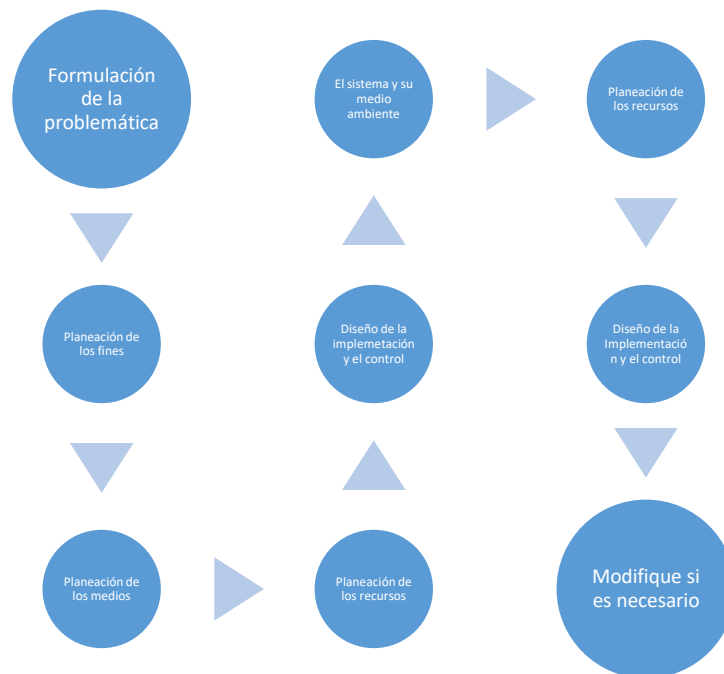 Formulación
de la
problemática
Planeación de
los fines
Planeación de
los medios
Planeación de
los recursos
Diseño de la
implemetación
y el control
El sistema y su
medio
ambiente
Planeación de
los recursos
Diseño de la
Implementació
n y el control
Modifique si
es necesario